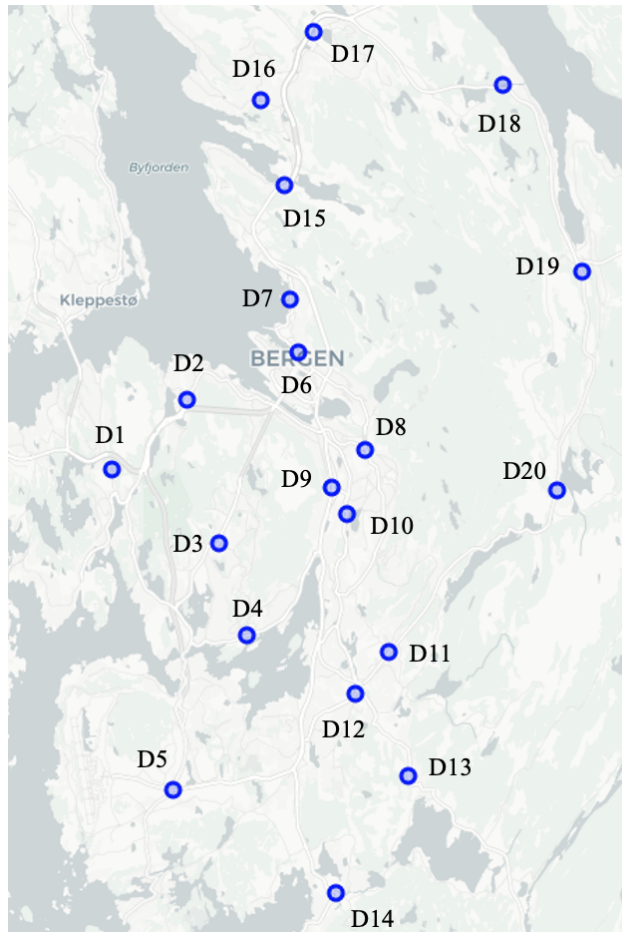 D17
D16
D18
Byfjorden
D15
D19
D7
Kleppestø
BERGEN
D6
D2
D8
D1
D9
D20
D10
D3
D4
D11
D12
D5
D13
D14